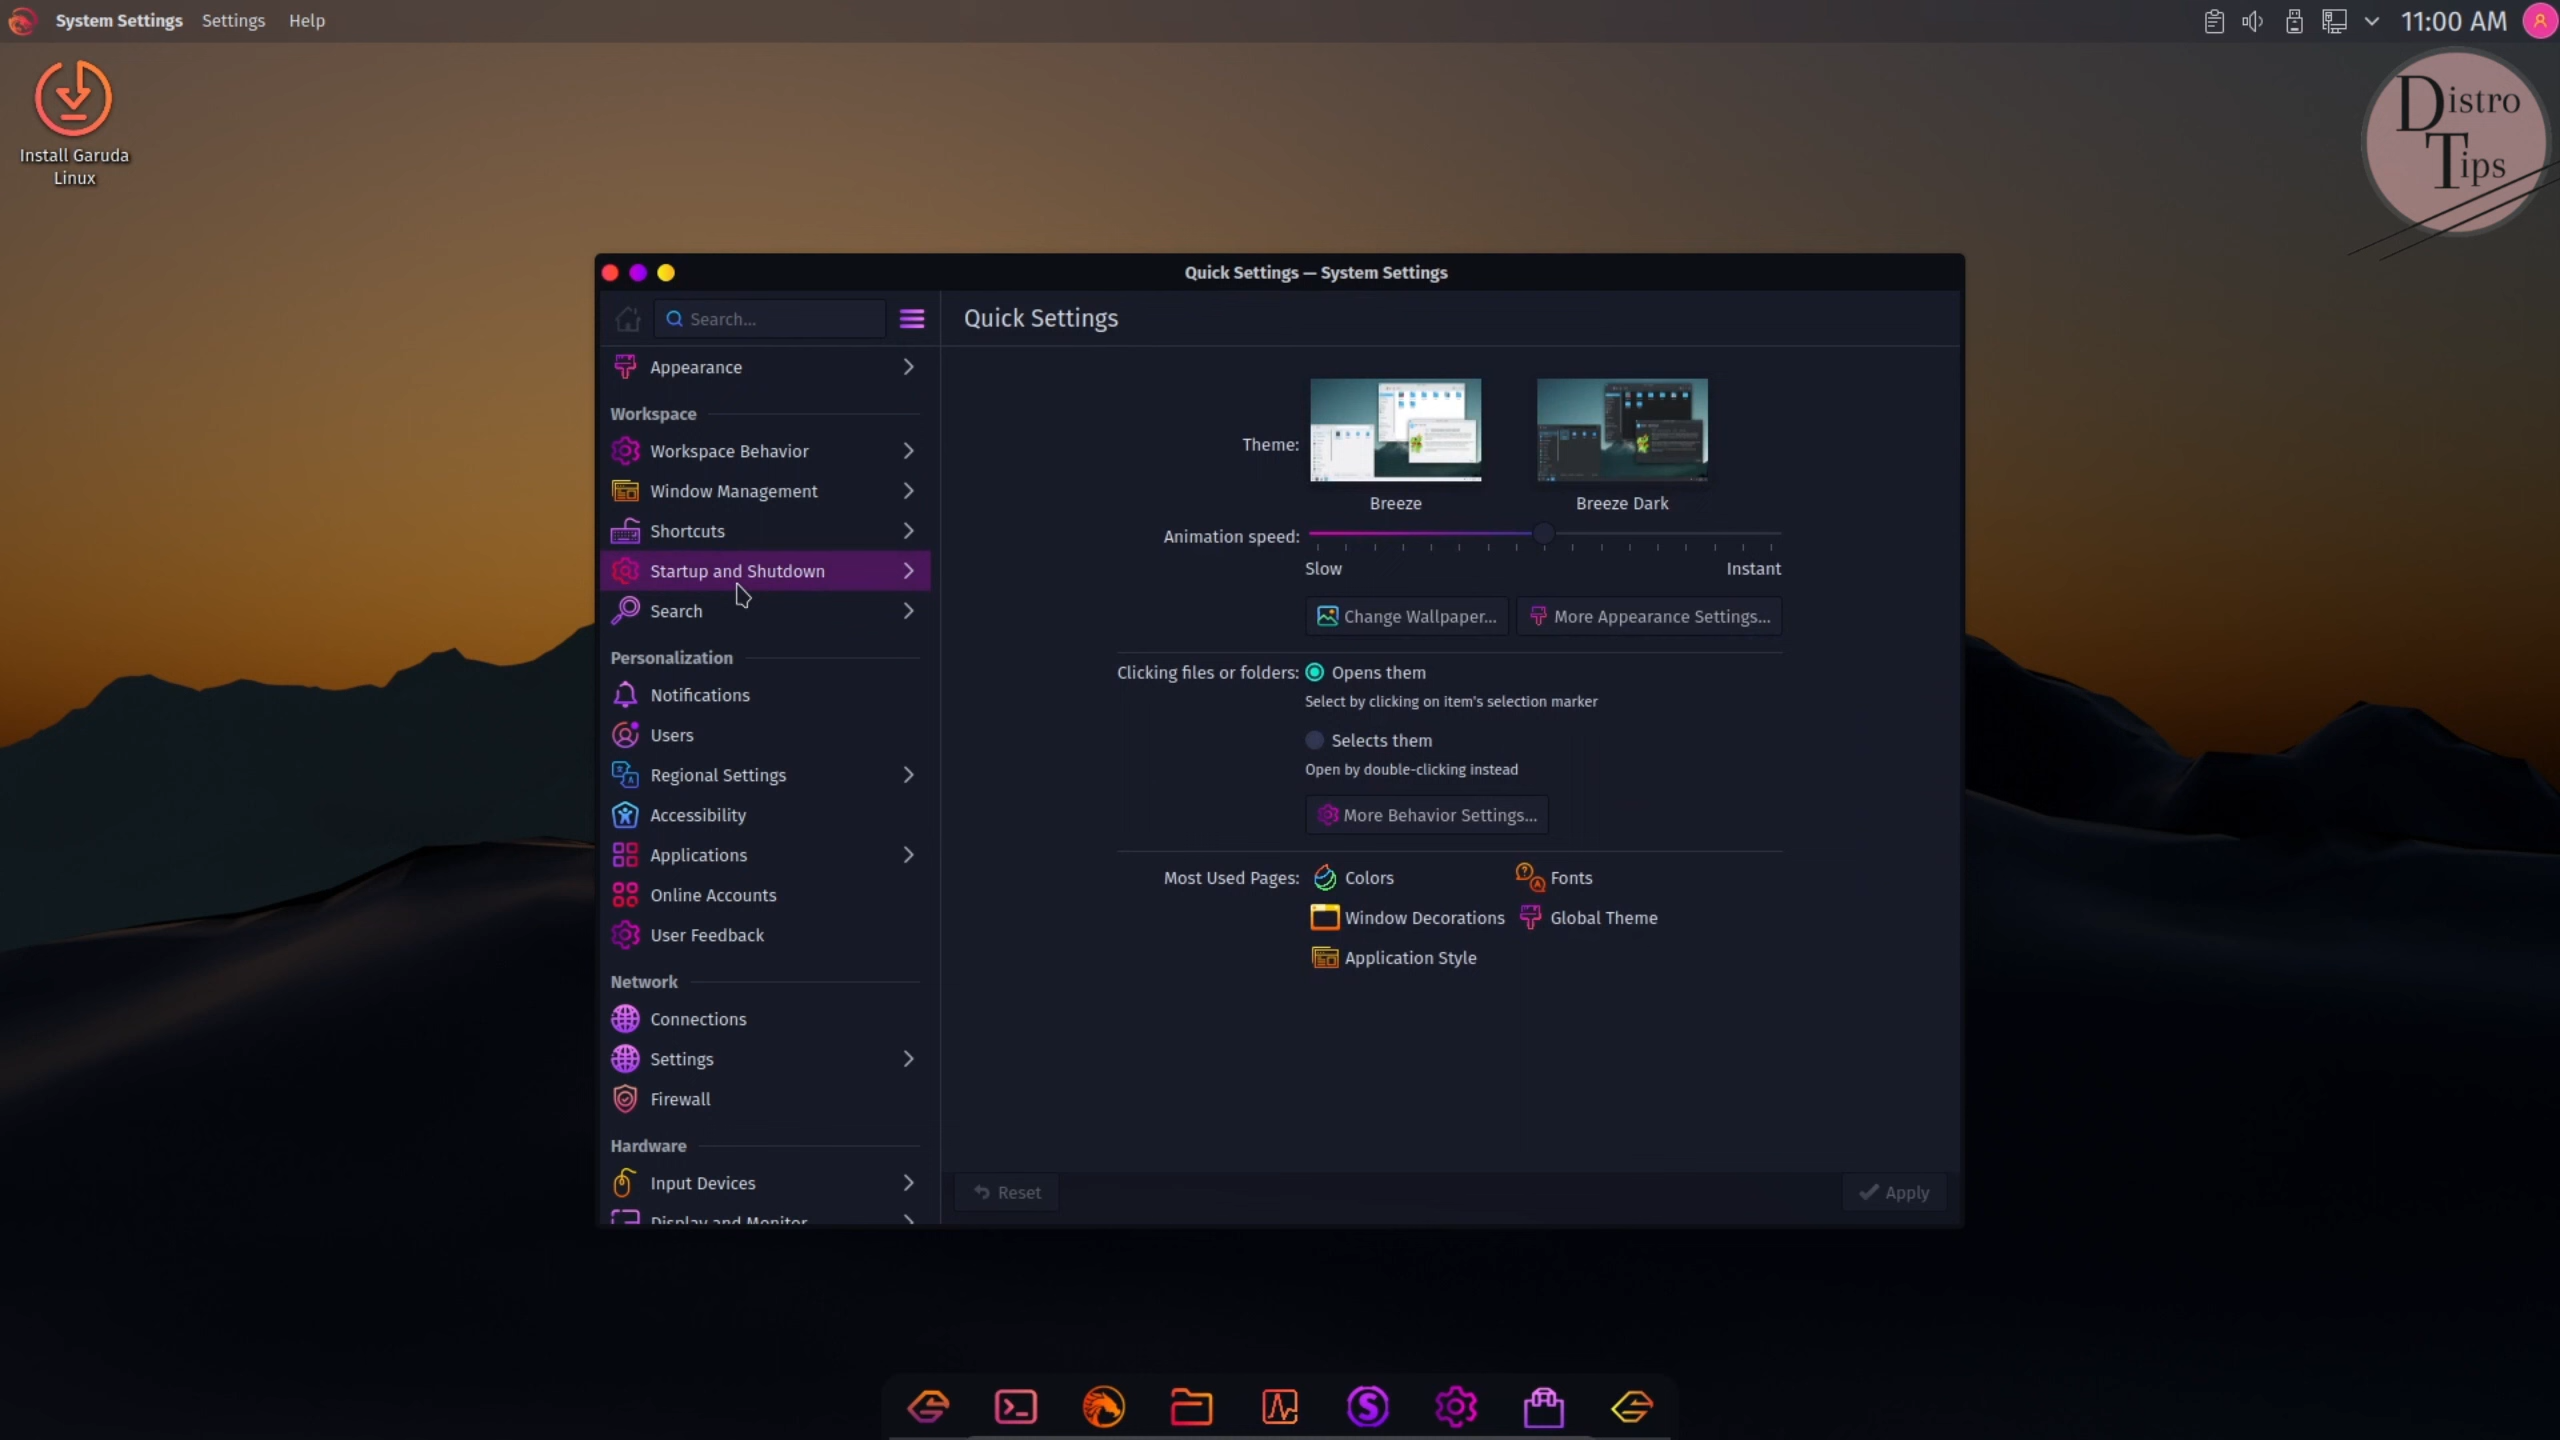 System Settings Settings Help
11:00 AM
Install Garuda
Linux
Distro
Tips
Quick Settings — System Settings
Search...
Quick Settings
Appearance
Workspace
Workspace Behavior
Window Management
Shortcuts
Startup and Shutdown
Search
Personalization
Notifications
Users
Regional Settings
Accessibility
Applications
Online Accounts
User Feedback
Network
Connections
Settings
Firewall
Hardware
Input Devices
Display and Monitor
Theme:
Breeze Breeze Dark
Animation speed:
Slow Instant
Change Wallpaper... More Appearance Settings...
Clicking files or folders: Opens them
Select by clicking on item's selection marker
Selects them
Open by double-clicking instead
More Behavior Settings...
Most Used Pages: Colors Fonts
Window Decorations Global Theme
Application Style
Reset Apply